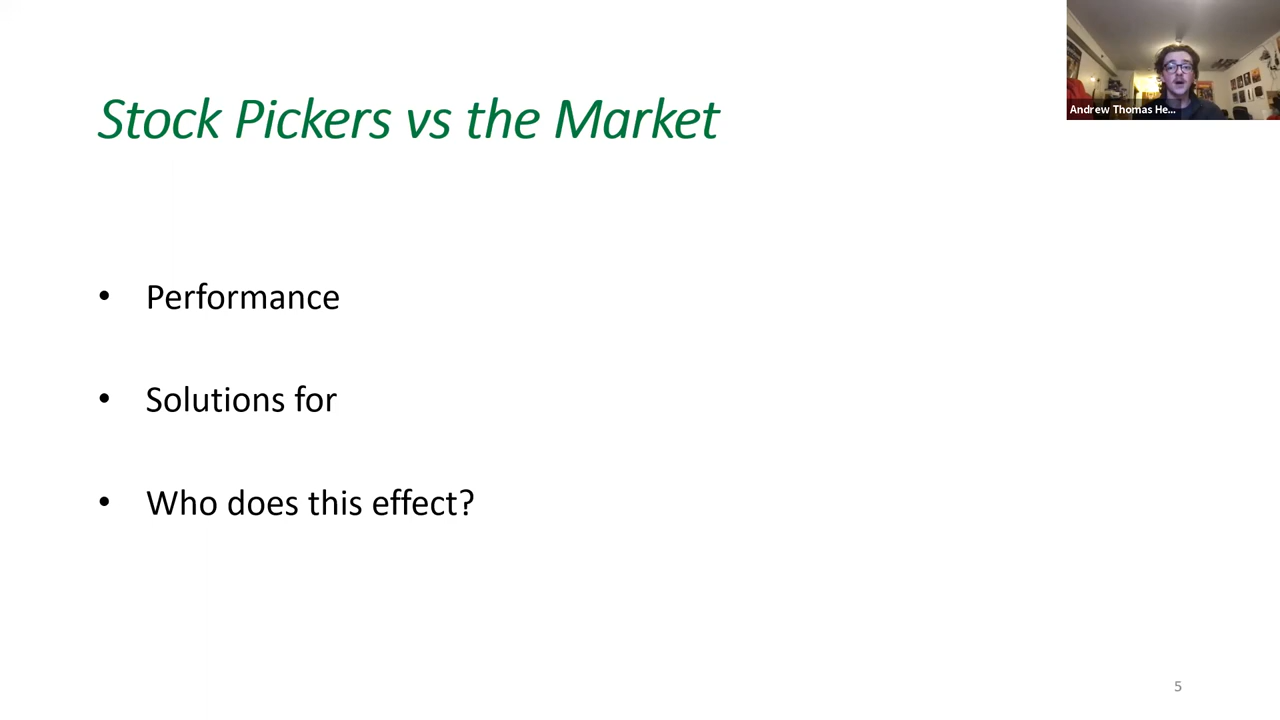 Stock Pickers vs the Market
Andrew Thomas He...
• Performance
• Solutions for
• Who does this effect?
5